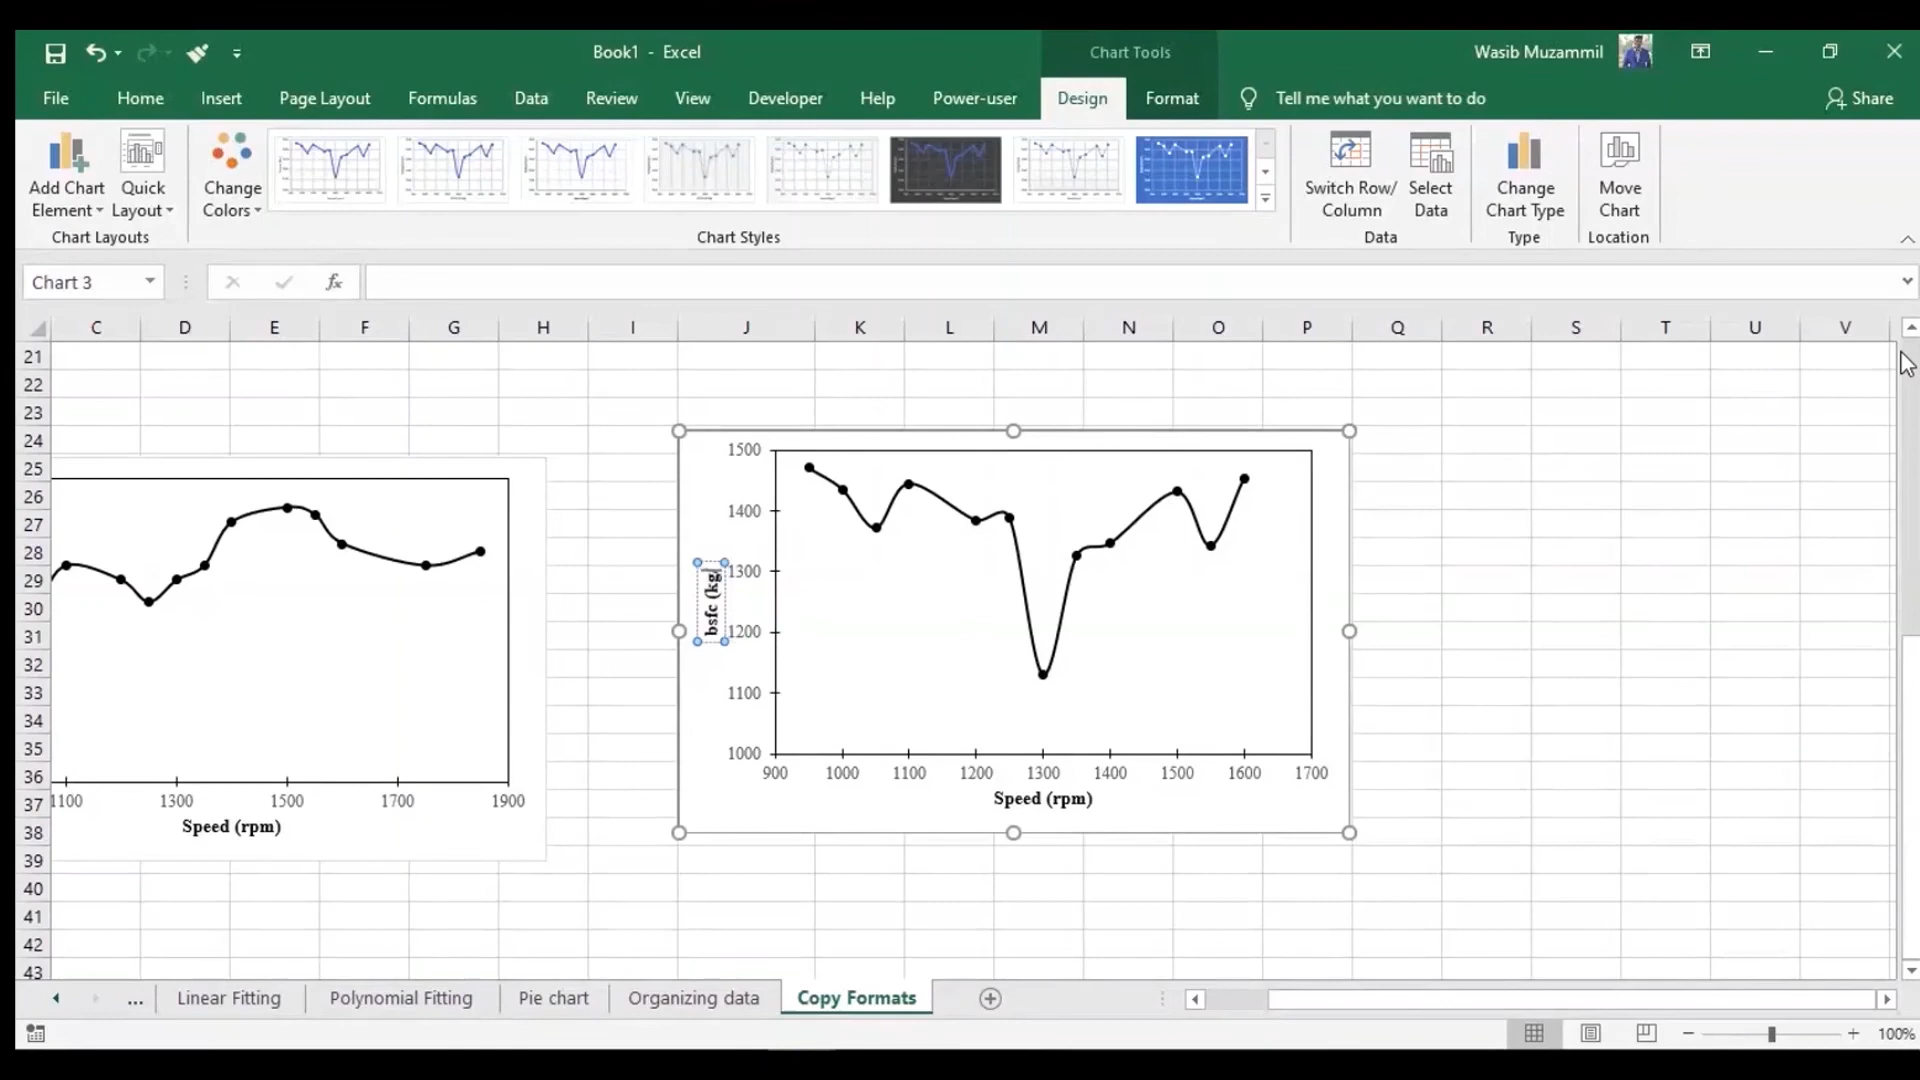 Book1 - Excel
Chart Tools
Wasib Muzammil
File Home Insert Page Layout Formulas Data Review View Developer Help Power-user Design Format Tell me what you want to do Share
Add Chart Element
Quick Layout
Change Colors
Switch Row/ Column
Select Data
Change Chart Type
Move Chart
Chart Layouts Chart Styles Data Type Location
Chart 3 fx
C D E F G H I J K L M N O P Q R S T U V
21
22
23
24
25
26
27
28
29
30
31
32
33
34
35
36
37
38
39
40
41
42
43
1100 1300 1500 1700 1900
Speed (rpm)
1500
1400
1300
1200
1100
1000
bsfc (kg/
900 1000 1100 1200 1300 1400 1500 1600 1700
Speed (rpm)
... Linear Fitting Polynomial Fitting Pie chart Organizing data Copy Formats
100%